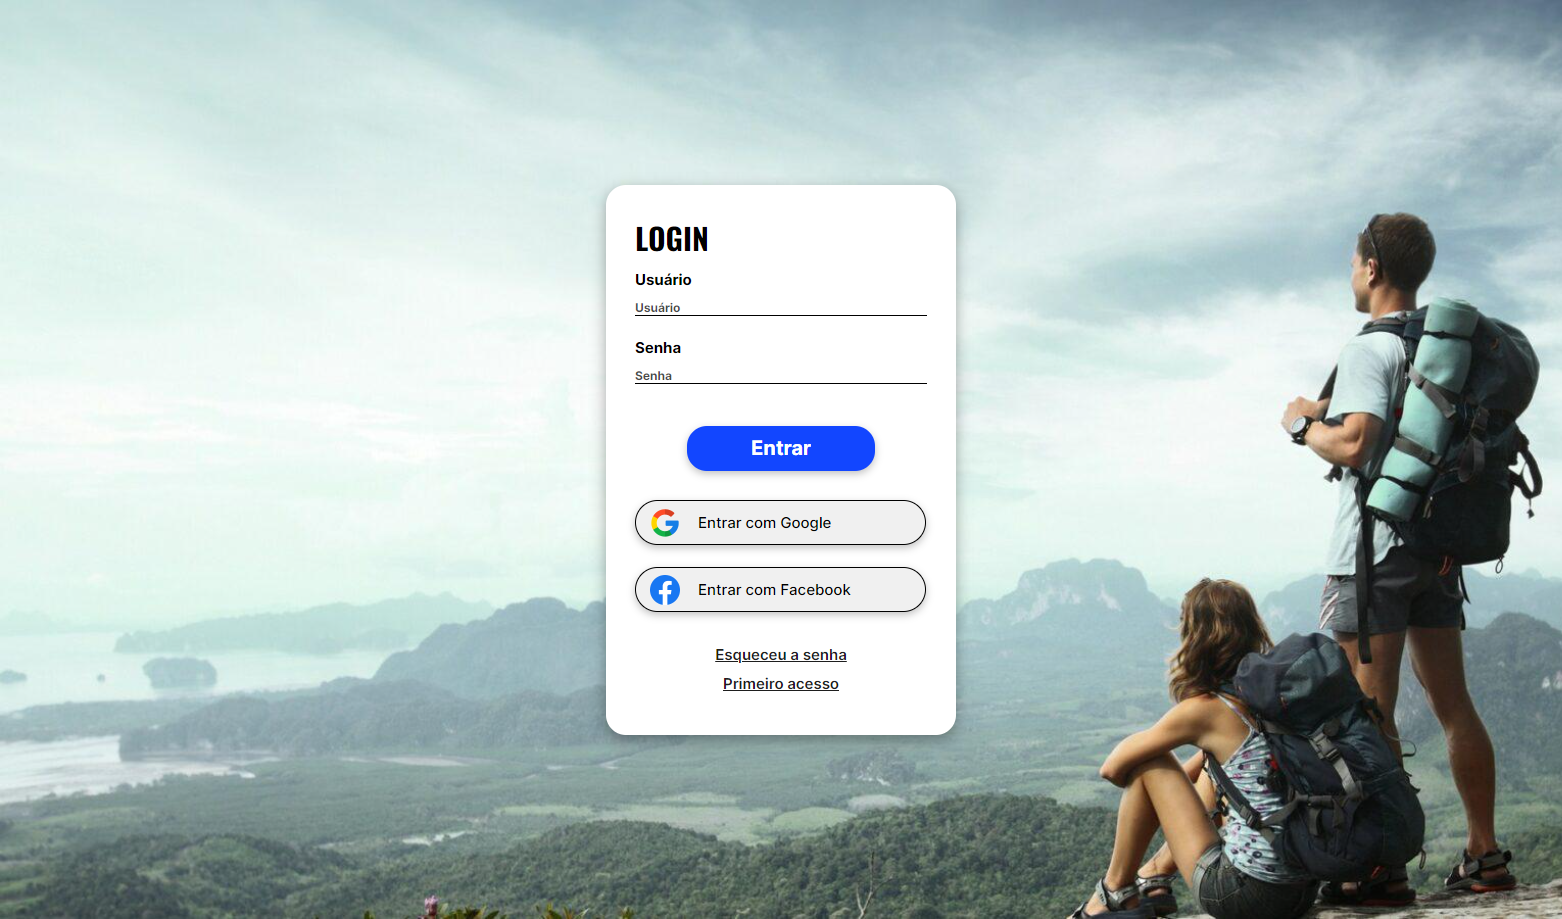 LOGIN
Usuário
Usuário
Senha
Senha
Entrar
Entrar com Google
Entrar com Facebook
Esqueceu a senha
Primeiro acesso